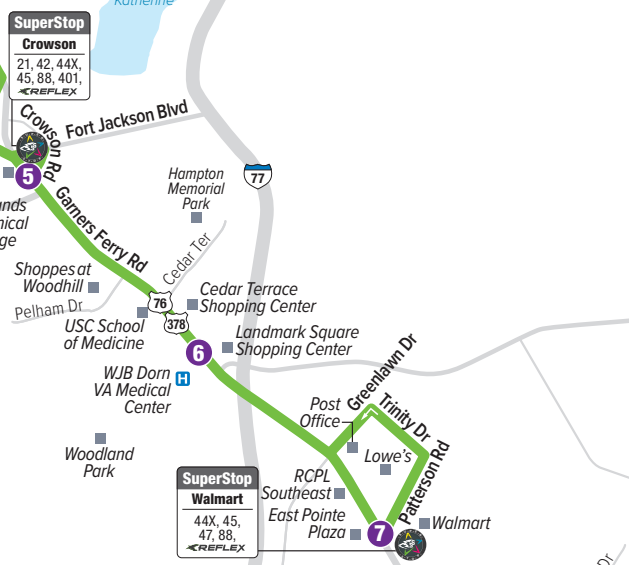 Katherine
SuperStop
Crowson
21, 42, 44X,
45, 88, 401,
REFLEX
Crowson Rd
Fort Jackson Blvd
5
77
Hampton
Memorial
Park
Garners Ferry Rd
Cedar Ter
Shoppes at
Woodhill
Pelham Dr
76
378
USC School
of Medicine
Cedar Terrace
Shopping Center
6
Landmark Square
Shopping Center
WJB Dorn
VA Medical
Center
H
Greenlawn Dr
Trinity Dr
Post
Office
Lowe's
Patterson Rd
Woodland
Park
SuperStop
Walmart
44X, 45,
47, 88,
REFLEX
RCPL
Southeast
East Pointe
Plaza
7
Walmart
Dr